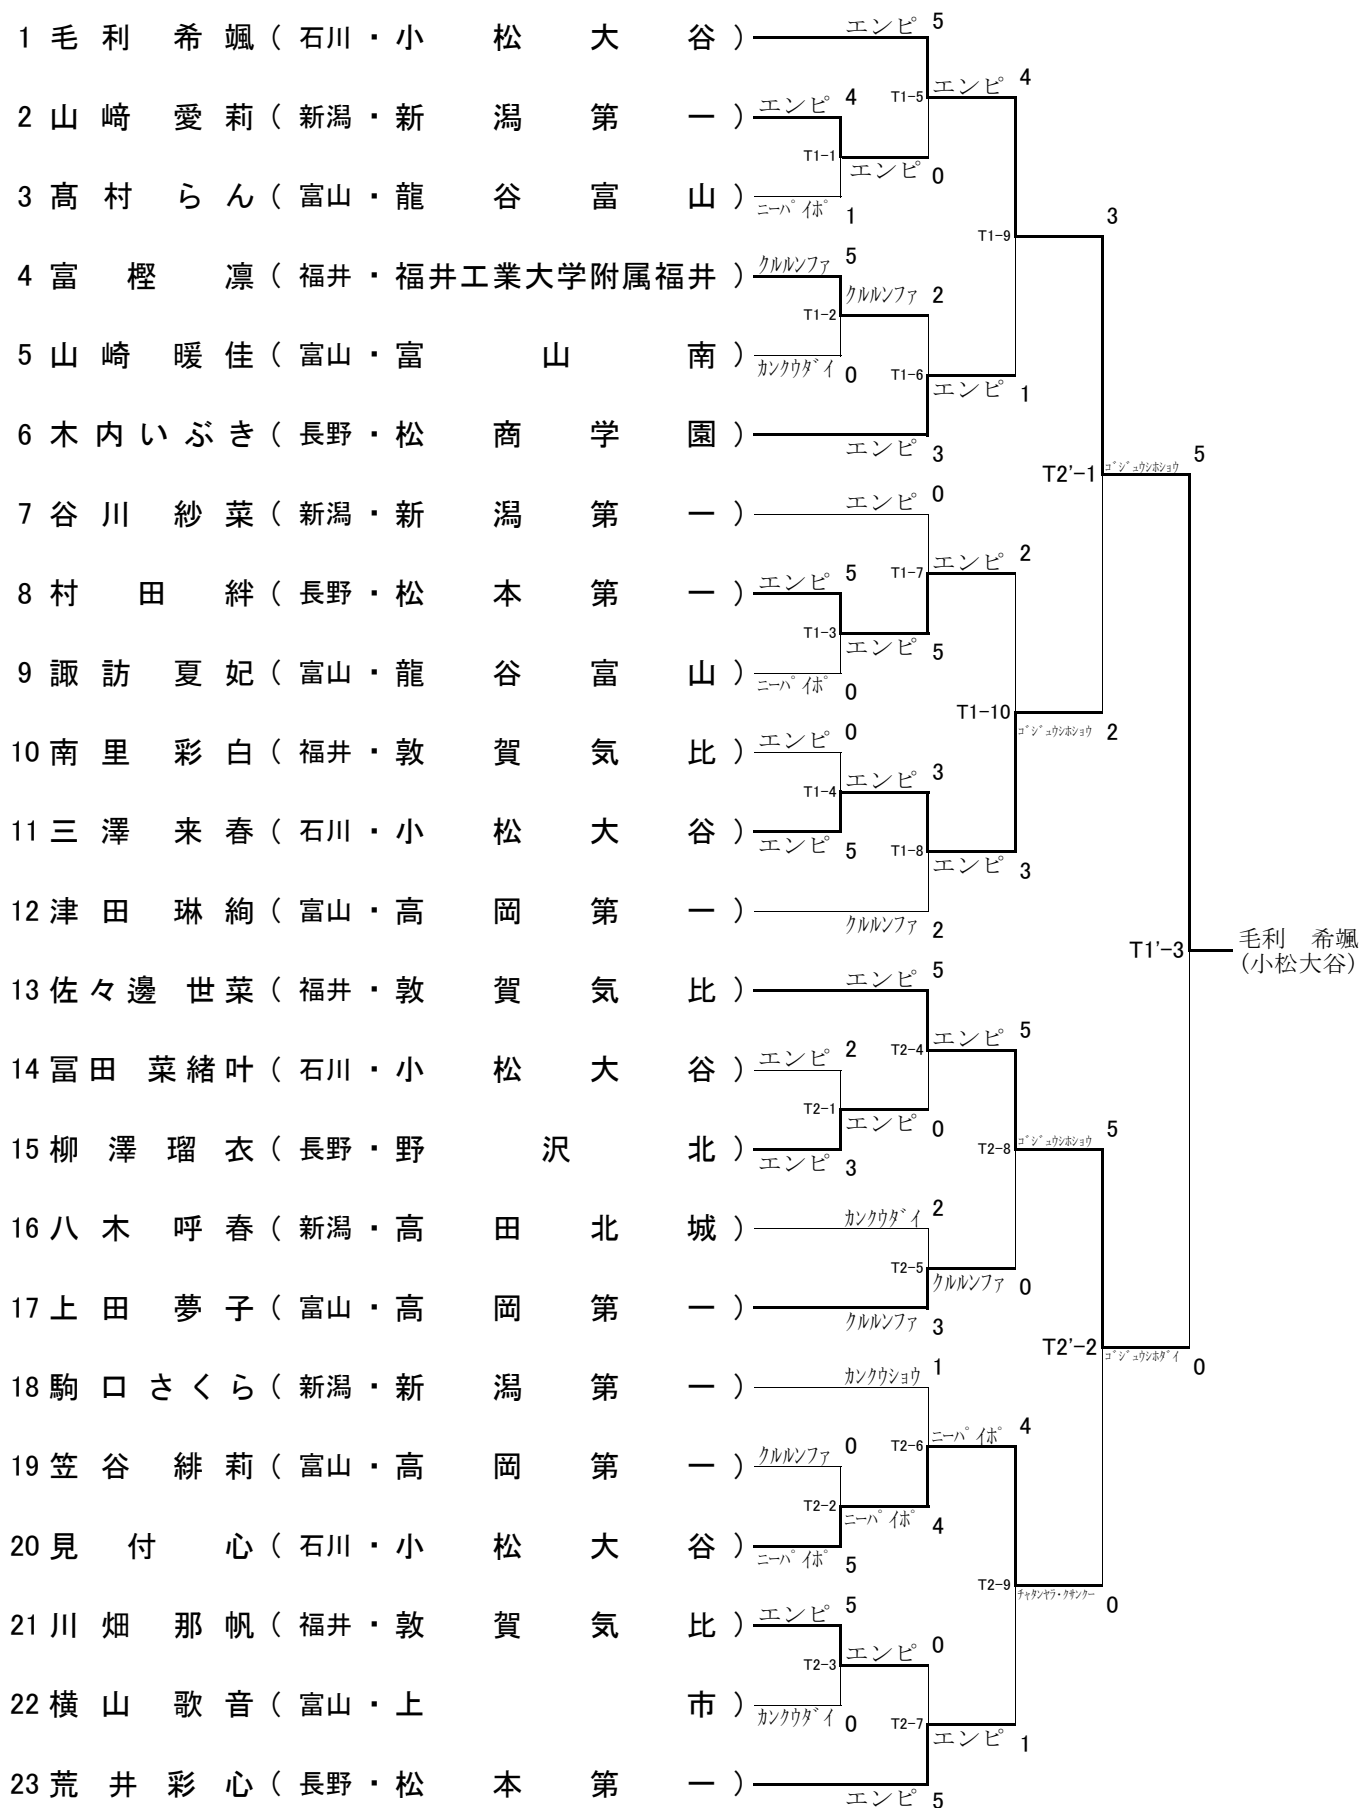 エンピ 5
1 毛利 希颯 ( 石川 ・ 小松大谷 )
エンピ 4
エンピ 4 T1-5
2 山﨑 愛莉 ( 新潟 ・ 新潟第一 )
T1-1
エンピ 0
3 髙村 らん ( 富山 ・ 龍谷富山 )
ニーパイポ 1
3
T1-9
クルルンファ 5
4 富樫 凛 ( 福井 ・ 福井工業大学附属福井 )
クルルンファ 2
T1-2
5 山崎 暖佳 ( 富山 ・ 富山南 )
カンクウダイ 0 T1-6
エンピ 1
6 木内いぶき ( 長野 ・ 松商学園 )
エンピ 3
5
T2'-1 ゴジュウシホショウ
エンピ 0
7 谷川 紗菜 ( 新潟 ・ 新潟第一 )
エンピ 2
エンピ 5 T1-7
8 村田 絆 ( 長野 ・ 松本第一 )
T1-3
エンピ 5
9 諏訪 夏妃 ( 富山 ・ 龍谷富山 )
ニーパイポ 0
T1-10
ゴジュウシホショウ 2
エンピ 0
10 南里 彩白 ( 福井 ・ 敦賀気比 )
エンピ 3
T1-4
11 三澤 来春 ( 石川 ・ 小松大谷 )
エンピ 5 T1-8
エンピ 3
12 津田 琳絢 ( 富山 ・ 高岡第一 )
クルルンファ 2
T1'-3 毛利 希颯
(小松大谷)
エンピ 5
13 佐々邊 世菜 ( 福井 ・ 敦賀気比 )
エンピ 5
エンピ 2 T2-4
14 冨田 菜緒叶 ( 石川 ・ 小松大谷 )
T2-1
エンピ 0
15 柳澤瑠衣 ( 長野 ・ 野沢北 )
エンピ 3
ゴジュウシホショウ 5
T2-8
カンクウダイ 2
16 八木 呼春 ( 新潟 ・ 高田北城 )
T2-5
クルルンファ 0
17 上田 夢子 ( 富山 ・ 高岡第一 )
クルルンファ 3
T2'-2 ゴジュウシホダイ 0
カンクウショウ 1
18 駒口さくら ( 新潟 ・ 新潟第一 )
ニーパイポ 4
クルルンファ 0 T2-6
19 笠谷 緋莉 ( 富山 ・ 高岡第一 )
T2-2
ニーパイポ 4
20 見付 心 ( 石川 ・ 小松大谷 )
ニーパイポ 5
T2-9
チャタンヤラ・クサンクー 0
エンピ 5
21 川畑 那帆 ( 福井 ・ 敦賀気比 )
エンピ 0
T2-3
22 横山 歌音 ( 富山 ・ 上市 )
カンクウダイ 0 T2-7
エンピ 1
23 荒井彩心 ( 長野 ・ 松本第一 )
エンピ 5